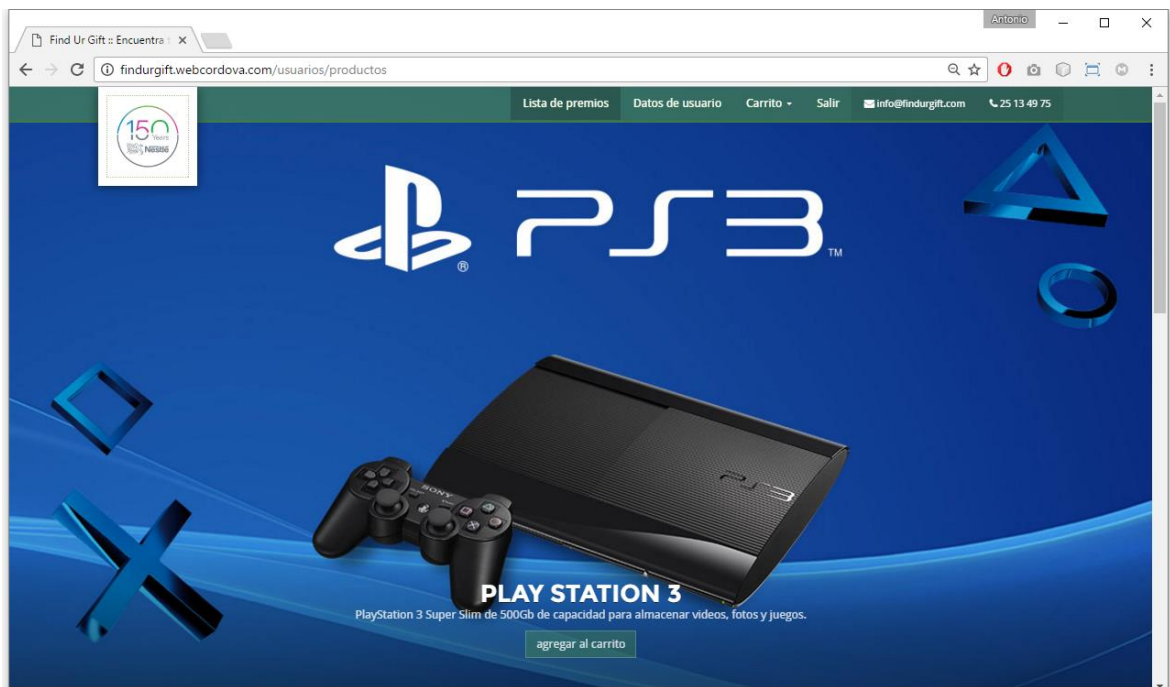 Antonio
Find Ur Gift :: Encuentra
findurgift.webcordova.com/usuarios/productos
Lista de premios Datos de usuario Carrito Salir info@findurgift.com 25 13 49 75
150
Years
Nestlé
PS3
TM
®
PS3
SONY
PLAY STATION 3
PlayStation 3 Super Slim de 500Gb de capacidad para almacenar videos, fotos y juegos.
agregar al carrito